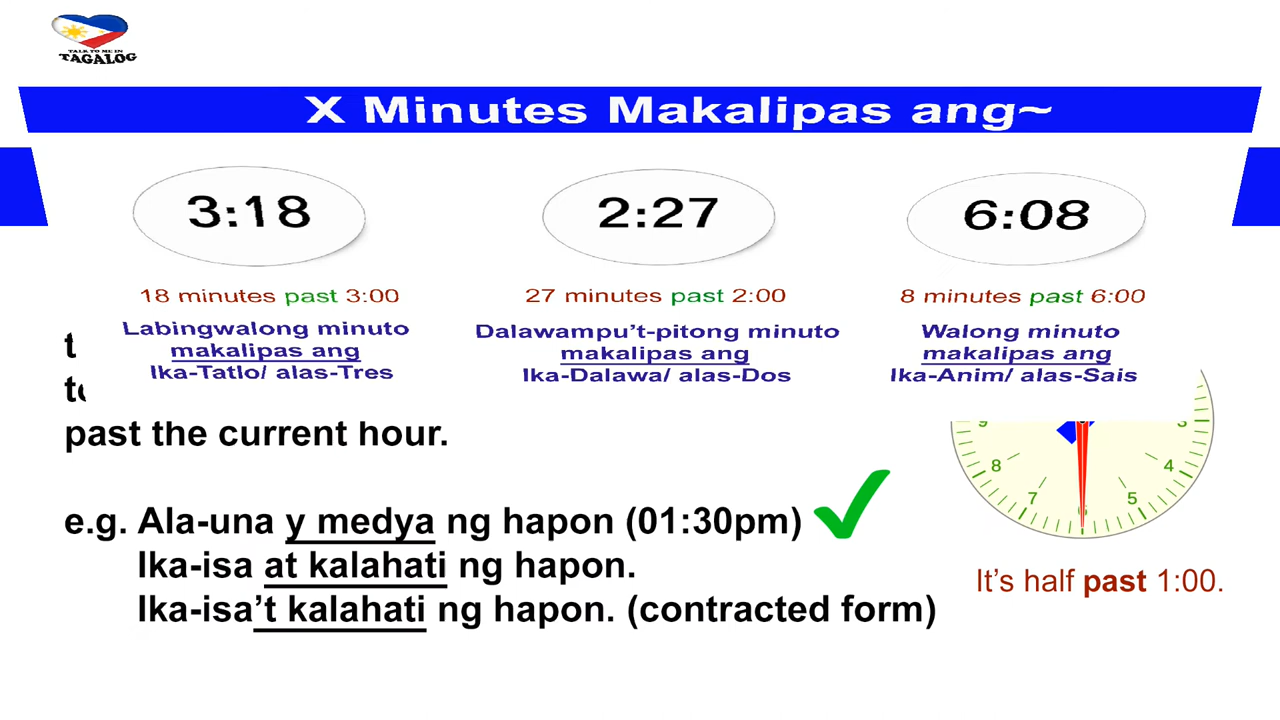 TALK TO ME IN
TAGALOG
X Minutes Makalipas ang~
3:18
2:27
6:08
18 minutes past 3:00
27 minutes past 2:00
8 minutes past 6:00
Labingwalong minuto
makalipas ang
Ika-Tatlo/ alas-Tres
Dalawampu't-pitong minuto
makalipas ang
Ika-Dalawa/ alas-Dos
Walong minuto
makalipas ang
Ika-Anim/ alas-Sais
past the current hour.
e.g. Ala-una y medya ng hapon (01:30pm)
Ika-isa at kalahati ng hapon.
Ika-isa't kalahati ng hapon. (contracted form)
8
4
7
5
It's half past 1:00.